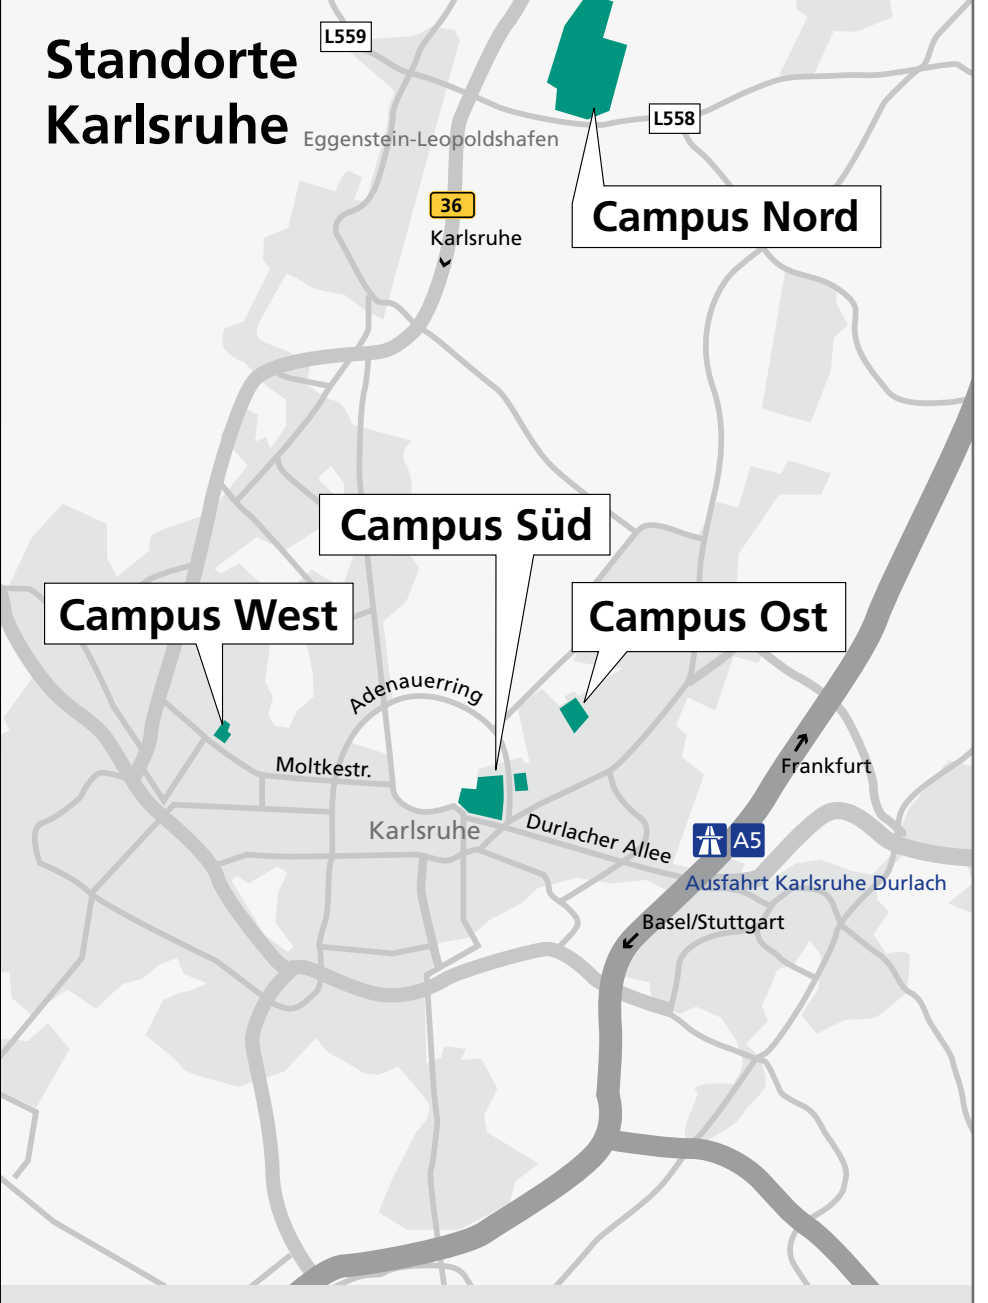 Standorte
Karlsruhe
L559
L558
Eggenstein-Leopoldshafen
36
Karlsruhe
Campus Nord
Campus Süd
Campus West
Campus Ost
Adenauerring
Moltkestr.
Karlsruhe
Durlacher Allee
Frankfurt
A5
Ausfahrt Karlsruhe Durlach
Basel/Stuttgart